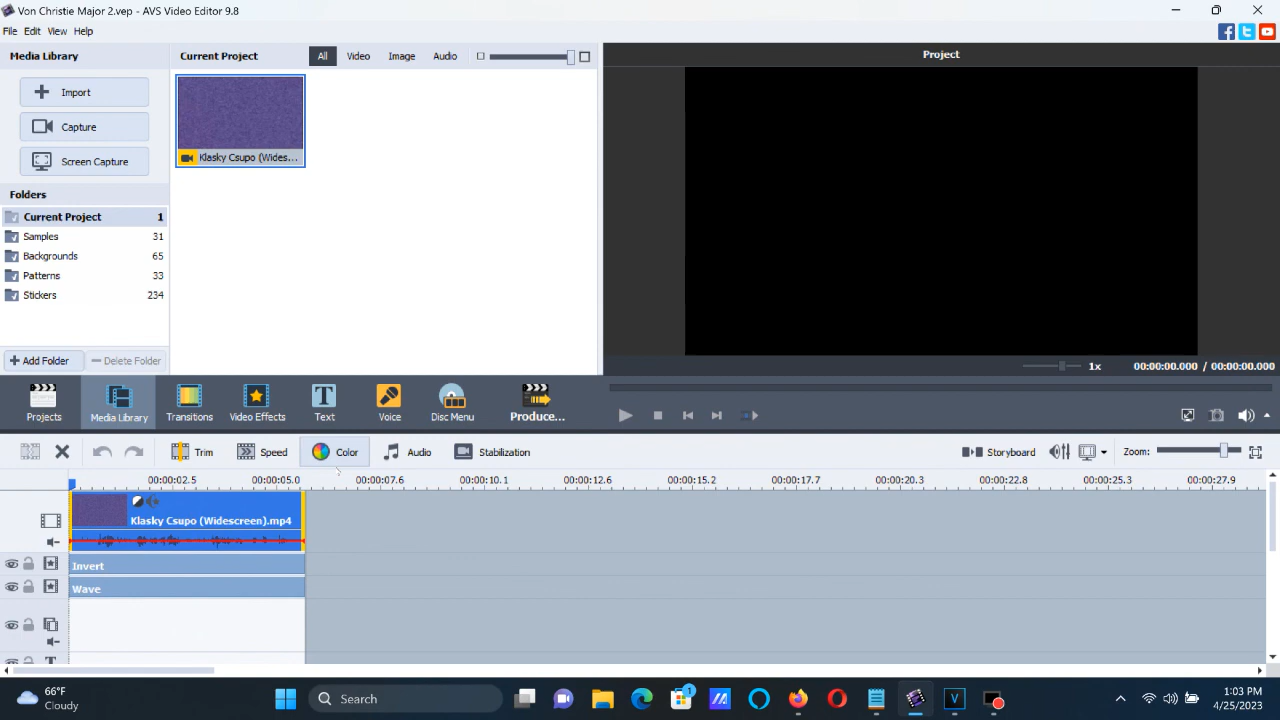 Von Christie Major 2.vep - AVS Video Editor 9.8
File Edit View Help
Media Library
Import
Capture
Screen Capture
Folders
Current Project 1
Samples 31
Backgrounds 65
Patterns 33
Stickers 234
Add Folder Delete Folder
Current Project All Video Image Audio
Klasky Csupo (Wides...
Project
1x 00:00:00.000 / 00:00:00.000
Projects Media Library Transitions Video Effects Text Voice Disc Menu Produce...
Trim Speed Color Audio Stabilization Storyboard Zoom:
00:00:02.5 00:00:05.0 00:00:07.6 00:00:10.1 00:00:12.6 00:00:15.2 00:00:17.7 00:00:20.3 00:00:22.8 00:00:25.3 00:00:27.9
Klasky Csupo (Widescreen).mp4
Invert
Wave
66°F
Cloudy
Search
1
1:03 PM
4/25/2023